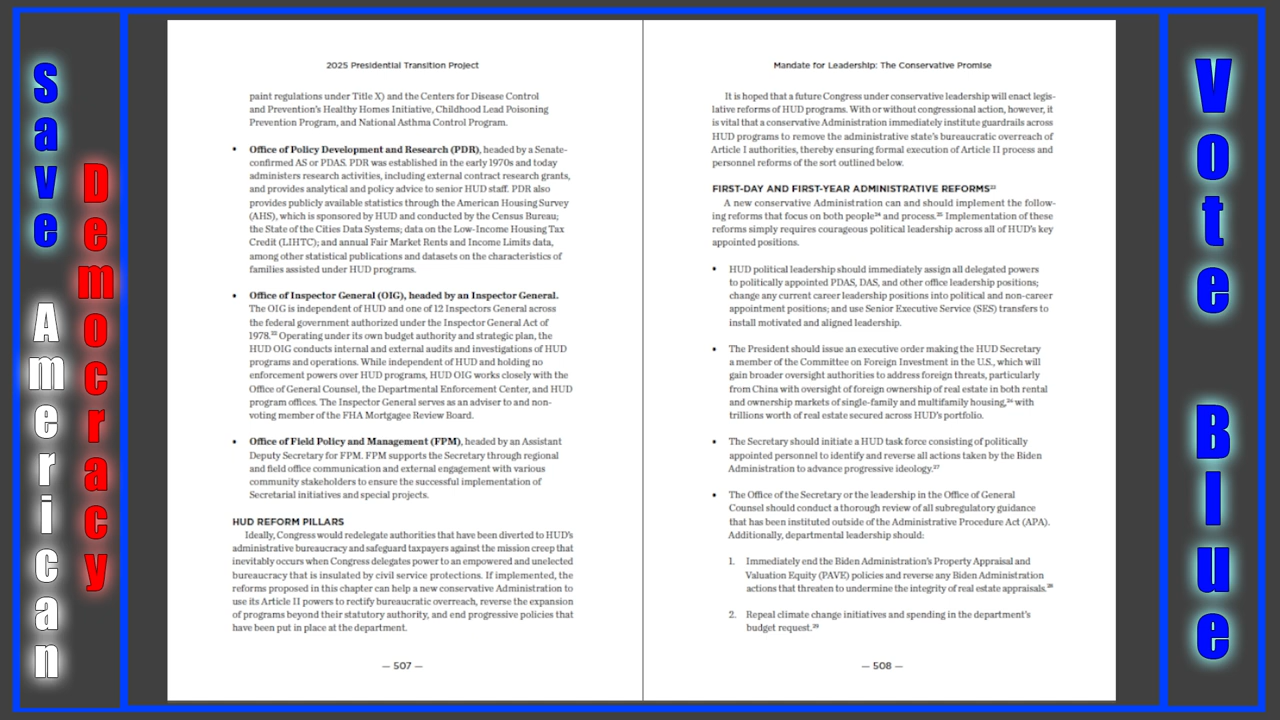 Save
American
Democracy
2025 Presidential Transition Project
paint regulations under Title X) and the Centers for Disease Control
and Prevention's Healthy Homes Initiative, Childhood Lead Poisoning
Prevention Program, and National Asthma Control Program.
• Office of Policy Development and Research (PDR), headed by a Senate-
confirmed AS or PDAS. PDR was established in the early 1970s and today
administers research activities, including external contract research grants,
and provides analytical and policy advice to senior HUD staff. PDR also
provides publicly available statistics through the American Housing Survey
(AHS), which is sponsored by HUD and conducted by the Census Bureau;
the State of the Cities Data Systems; data on the Low-Income Housing Tax
Credit (LIHTC); and annual Fair Market Rents and Income Limits data,
among other statistical publications and datasets on the characteristics of
families assisted under HUD programs.
• Office of Inspector General (OIG), headed by an Inspector General.
The OIG is independent of HUD and one of 12 Inspectors General across
the federal government authorized under the Inspector General Act of
1978.²² Operating under its own budget authority and strategic plan, the
HUD OIG conducts internal and external audits and investigations of HUD
programs and operations. While independent of HUD and holding no
enforcement powers over HUD programs, HUD OIG works closely with the
Office of General Counsel, the Departmental Enforcement Center, and HUD
program offices. The Inspector General serves as an adviser to and non-
voting member of the FHA Mortgagee Review Board.
• Office of Field Policy and Management (FPM), headed by an Assistant
Deputy Secretary for FPM. FPM supports the Secretary through regional
and field office communication and external engagement with various
community stakeholders to ensure the successful implementation of
Secretarial initiatives and special projects.
HUD REFORM PILLARS
Ideally, Congress would redelegate authorities that have been diverted to HUD's
administrative bureaucracy and safeguard taxpayers against the mission creep that
inevitably occurs when Congress delegates power to an empowered and unelected
bureaucracy that is insulated by civil service protections. If implemented, the
reforms proposed in this chapter can help a new conservative Administration to
use its Article II powers to rectify bureaucratic overreach, reverse the expansion
of programs beyond their statutory authority, and end progressive policies that
have been put in place at the department.
— 507 —
Mandate for Leadership: The Conservative Promise
It is hoped that a future Congress under conservative leadership will enact legis-
lative reforms of HUD programs. With or without congressional action, however, it
is vital that a conservative Administration immediately institute guardrails across
HUD programs to remove the administrative state's bureaucratic overreach of
Article I authorities, thereby ensuring formal execution of Article II process and
personnel reforms of the sort outlined below.
FIRST-DAY AND FIRST-YEAR ADMINISTRATIVE REFORMS²³
A new conservative Administration can and should implement the follow-
ing reforms that focus on both people²⁴ and process.²⁵ Implementation of these
reforms simply requires courageous political leadership across all of HUD's key
appointed positions.
• HUD political leadership should immediately assign all delegated powers
to politically appointed PDAS, DAS, and other office leadership positions;
change any current career leadership positions into political and non-career
appointment positions; and use Senior Executive Service (SES) transfers to
install motivated and aligned leadership.
• The President should issue an executive order making the HUD Secretary
a member of the Committee on Foreign Investment in the U.S., which will
gain broader oversight authorities to address foreign threats, particularly
from China with oversight of foreign ownership of real estate in both rental
and ownership markets of single-family and multifamily housing,²⁶ with
trillions worth of real estate secured across HUD's portfolio.
• The Secretary should initiate a HUD task force consisting of politically
appointed personnel to identify and reverse all actions taken by the Biden
Administration to advance progressive ideology.²⁷
• The Office of the Secretary or the leadership in the Office of General
Counsel should conduct a thorough review of all subregulatory guidance
that has been instituted outside of the Administrative Procedure Act (APA).
Additionally, departmental leadership should:
1. Immediately end the Biden Administration's Property Appraisal and
Valuation Equity (PAVE) policies and reverse any Biden Administration
actions that threaten to undermine the integrity of real estate appraisals.²⁸
2. Repeal climate change initiatives and spending in the department's
budget request.²⁹
— 508 —
Vote
Blue